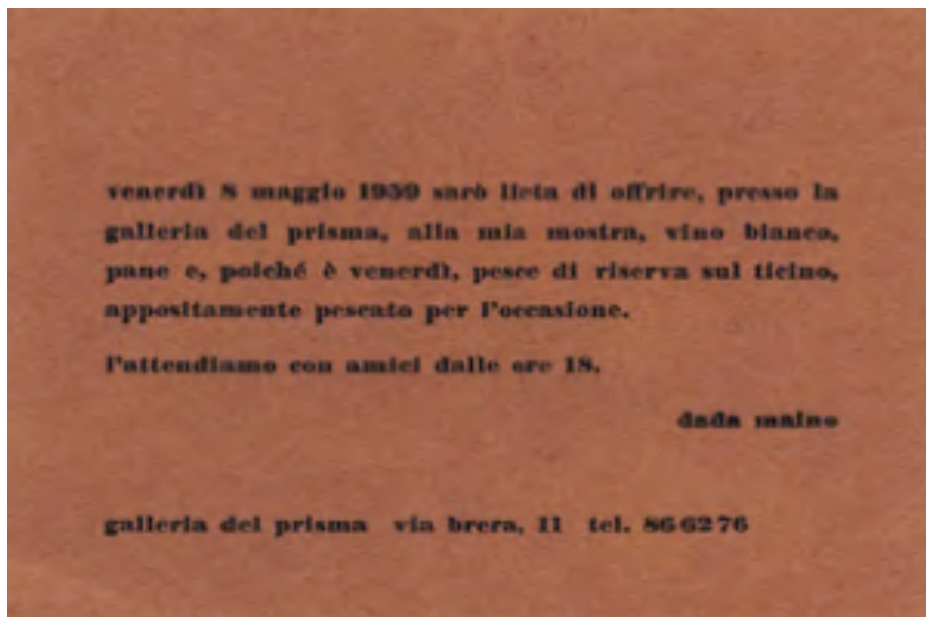 venerdì 8 maggio 1959 sarò lieta di offrire, presso la
galleria del prisma, alla mia mostra, vino bianco,
pane e, poiché è venerdì, pesce di riserva sul ticino,
appositamente pescato per l'occasione.
l'attendiamo con amici dalle ore 18.
dada maino
galleria del prisma via brera, 11 tel. 866276